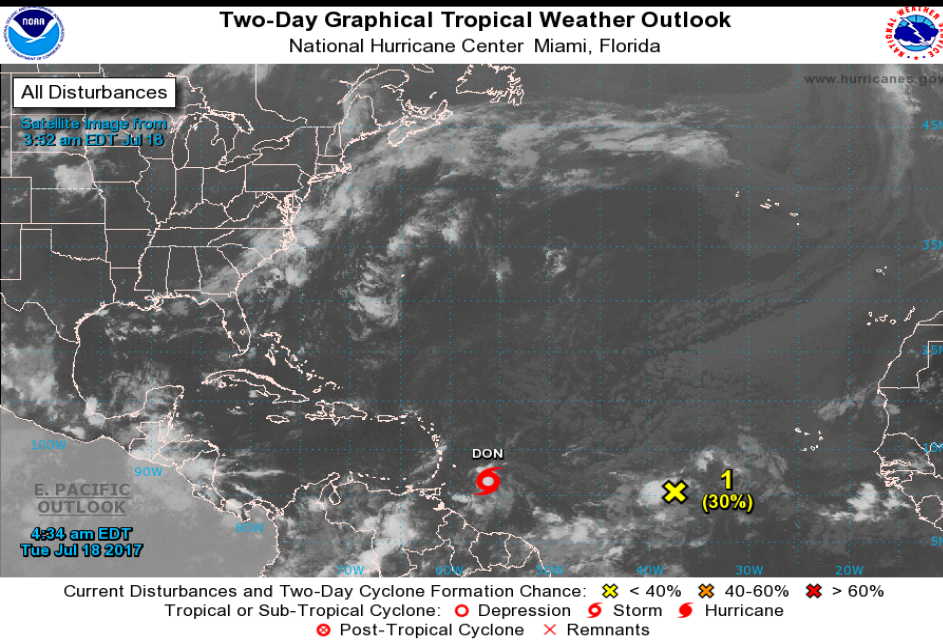 Two-Day Graphical Tropical Weather Outlook
National Hurricane Center Miami, Florida
NOAA
www.hurricanes.gov
All Disturbances
Satellite Image from
3:52 am EDT Jul 18
45N
35N
25N
15N
5N
100W
90W
80W
70W
60W
50W
40W
30W
20W
DON
1
(30%)
E. PACIFIC
OUTLOOK
4:34 am EDT
Tue Jul 18 2017
Current Disturbances and Two-Day Cyclone Formation Chance: < 40% 40-60% > 60%
Tropical or Sub-Tropical Cyclone: Depression Storm Hurricane
Post-Tropical Cyclone Remnants